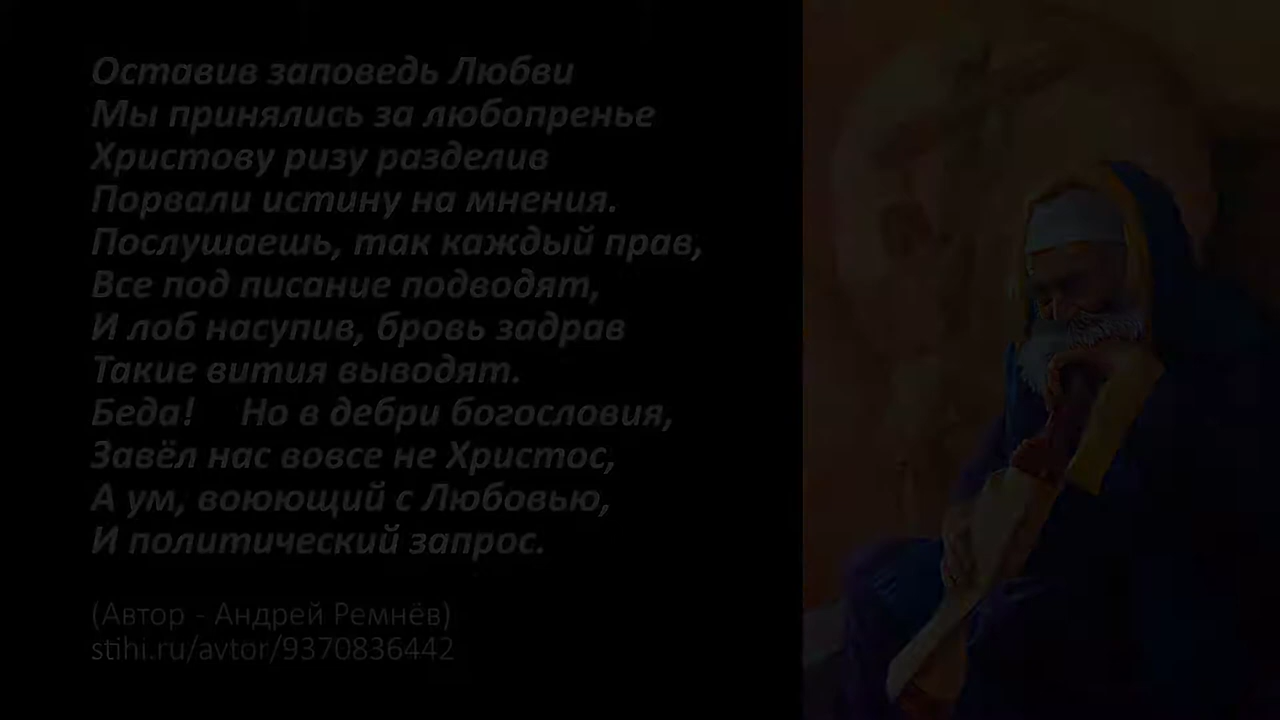 Оставив заповедь Любви
Мы принялись за любопренье
Христову ризу разделив
Порвали истину на мнения.
Послушаешь, так каждый прав,
Все под писание подводят,
И лоб насупив, бровь задрав
Такие вития выводят.
Беда! Но в дебри богословия,
Завёл нас вовсе не Христос,
А ум, воюющий с Любовью,
И политический запрос.
(Автор - Андрей Ремнёв)
stihi.ru/avtor/9370836442